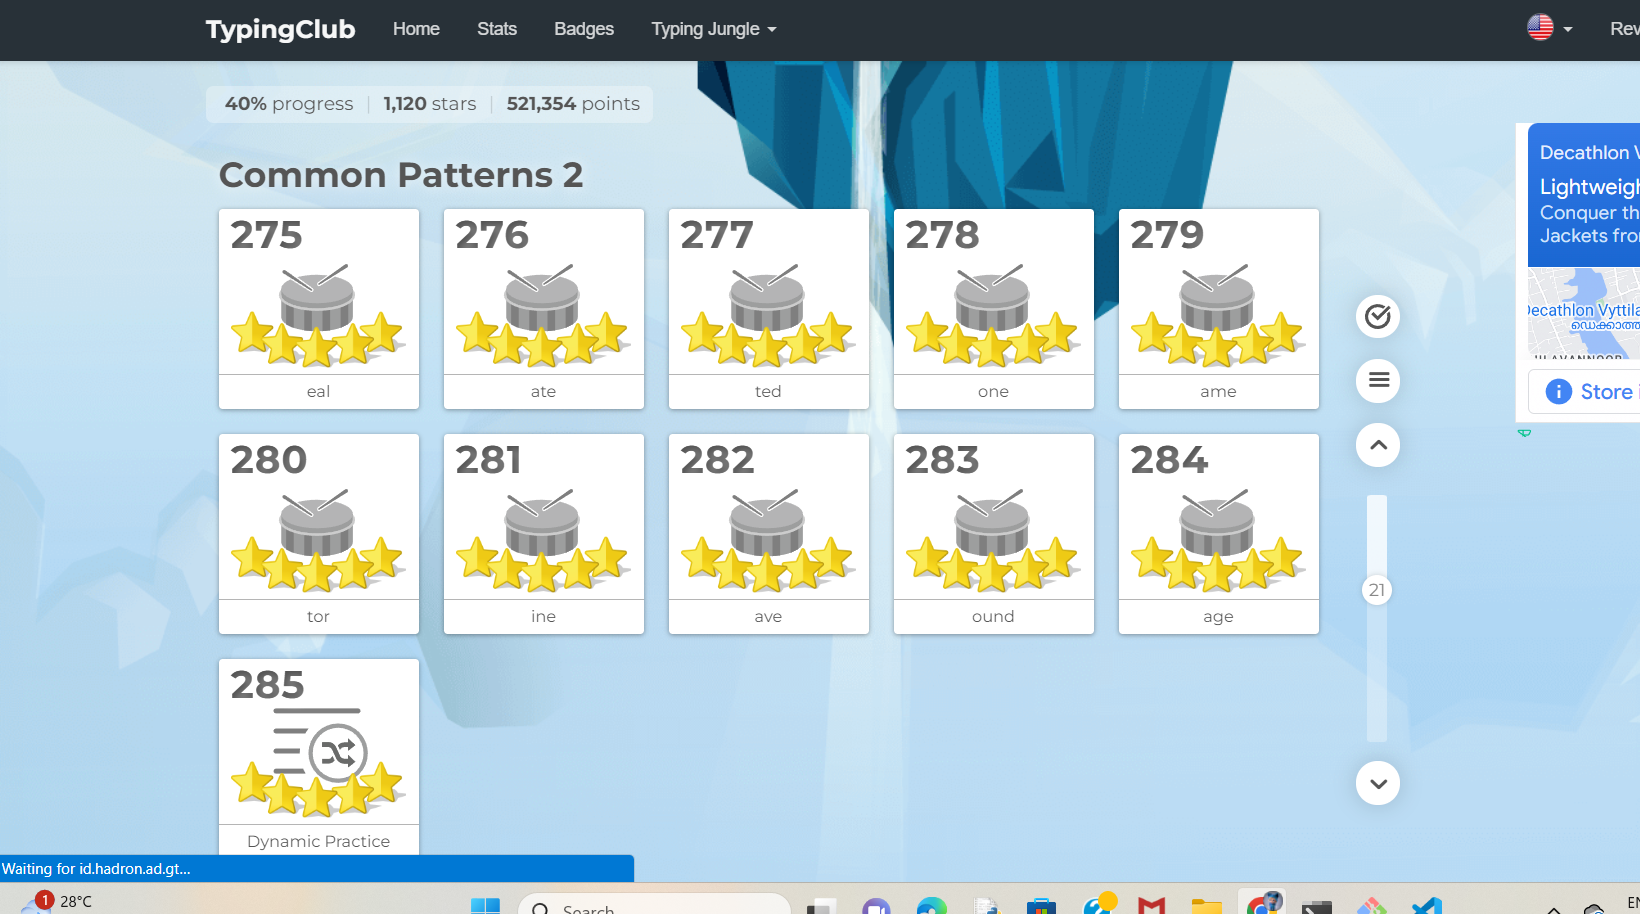 TypingClub Home Stats Badges Typing Jungle
40% progress 1,120 stars 521,354 points
Common Patterns 2
275 276 277 278 279
eal ate ted one ame
280 281 282 283 284
tor ine ave ound age
285
Dynamic Practice
21
Decathlon
Lightweigh
Conquer th
Jackets fro
Decathlon Vyttila
ഡെക്കാത്ത
Store i
Waiting for id.hadron.ad.gt...
1 28°C
Search
EN